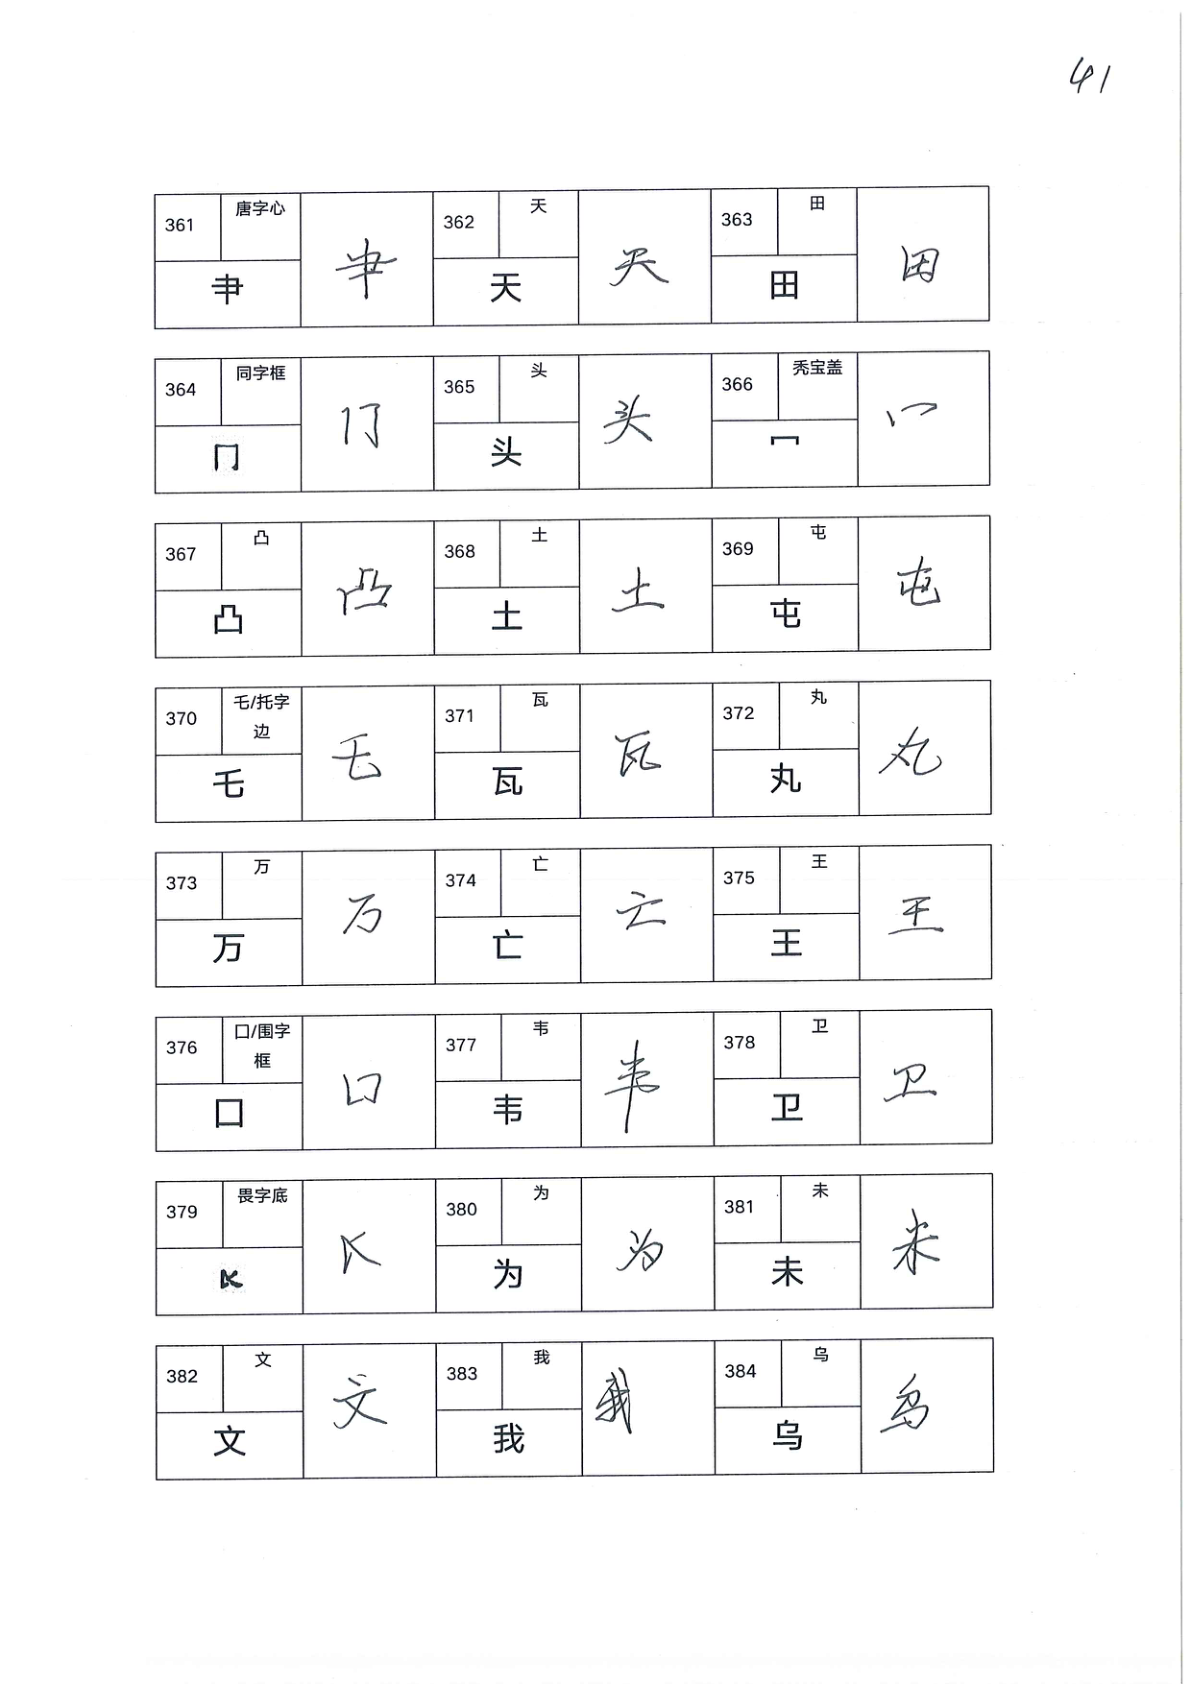 41
361 唐字心 肀 肀 362 天 天 天 363 田 田 田
364 同字框 冂 冂 365 头 头 头 366 秃宝盖 冖 冖
367 凸 凸 凸 368 土 土 土 369 屯 屯 屯
370 乇/托字边 乇 乇 371 瓦 瓦 瓦 372 丸 丸 丸
373 万 万 万 374 亡 亡 亡 375 王 王 王
376 囗/围字框 囗 囗 377 韦 韦 韦 378 卫 卫 卫
379 畏字底 380 为 为 为 381 未 未 未
382 文 文 文 383 我 我 我 384 乌 乌 乌